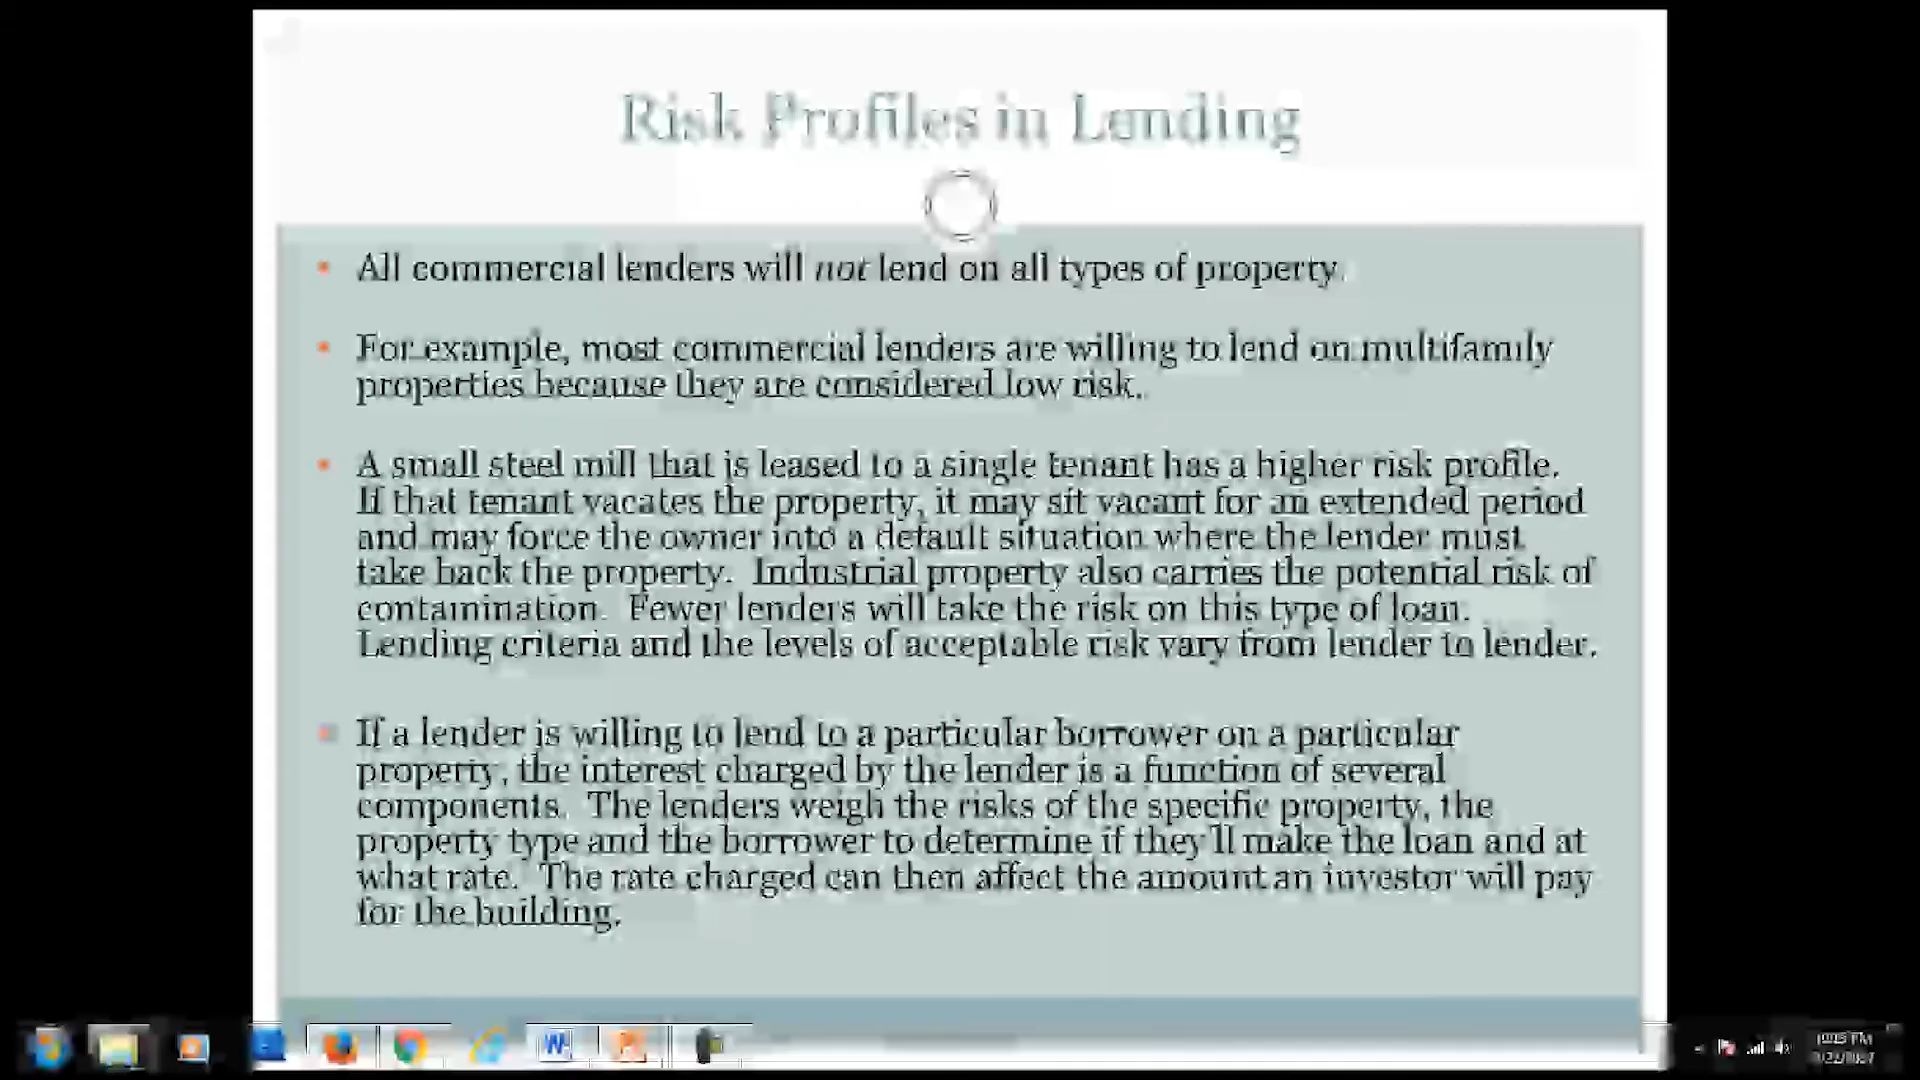 Risk Profiles in Lending
• All commercial lenders will not lend on all types of property.
• For example, most commercial lenders are willing to lend on multifamily
properties because they are considered low risk.
• A small steel mill that is leased to a single tenant has a higher risk profile.
If that tenant vacates the property, it may sit vacant for an extended period
and may force the owner into a default situation where the lender must
take back the property. Industrial property also carries the potential risk of
contamination. Fewer lenders will take the risk on this type of loan.
Lending criteria and the levels of acceptable risk vary from lender to lender.
• If a lender is willing to lend to a particular borrower on a particular
property, the interest charged by the lender is a function of several
components. The lenders weigh the risks of the specific property, the
property type and the borrower to determine if they'll make the loan and at
what rate. The rate charged can then affect the amount an investor will pay
for the building.